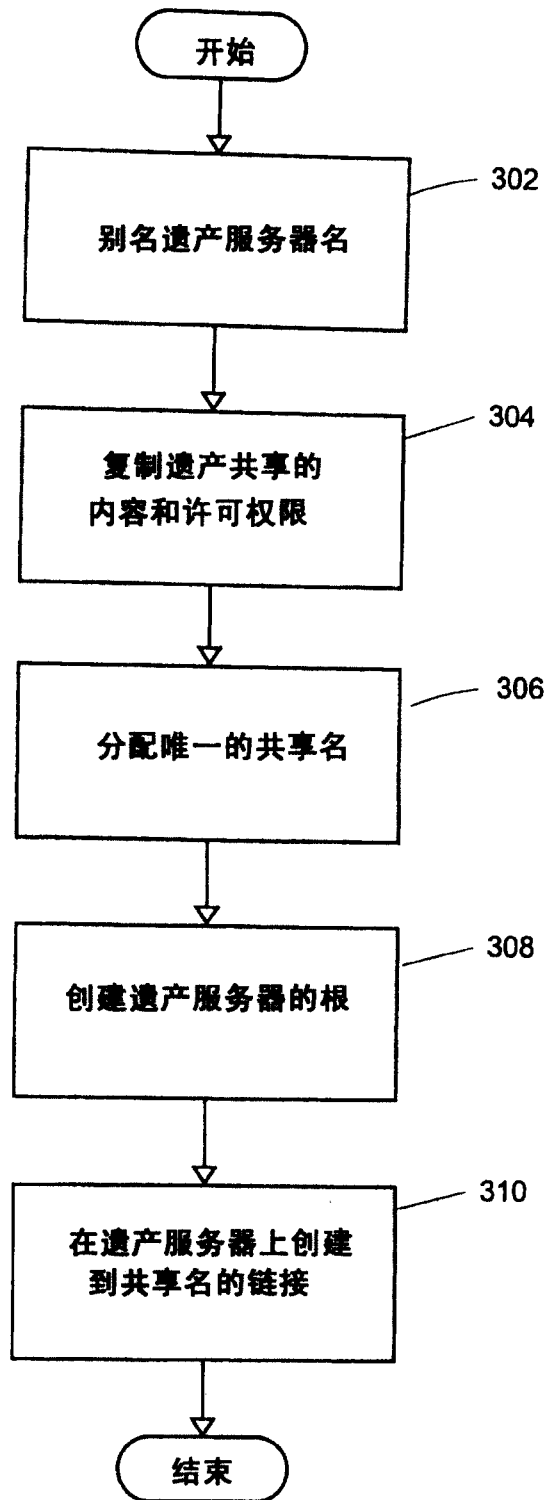 开始
302
别名遗产服务器名
304
复制遗产共享的
内容和许可权限
306
分配唯一的共享名
308
创建遗产服务器的根
310
在遗产服务器上创建
到共享名的链接
结束